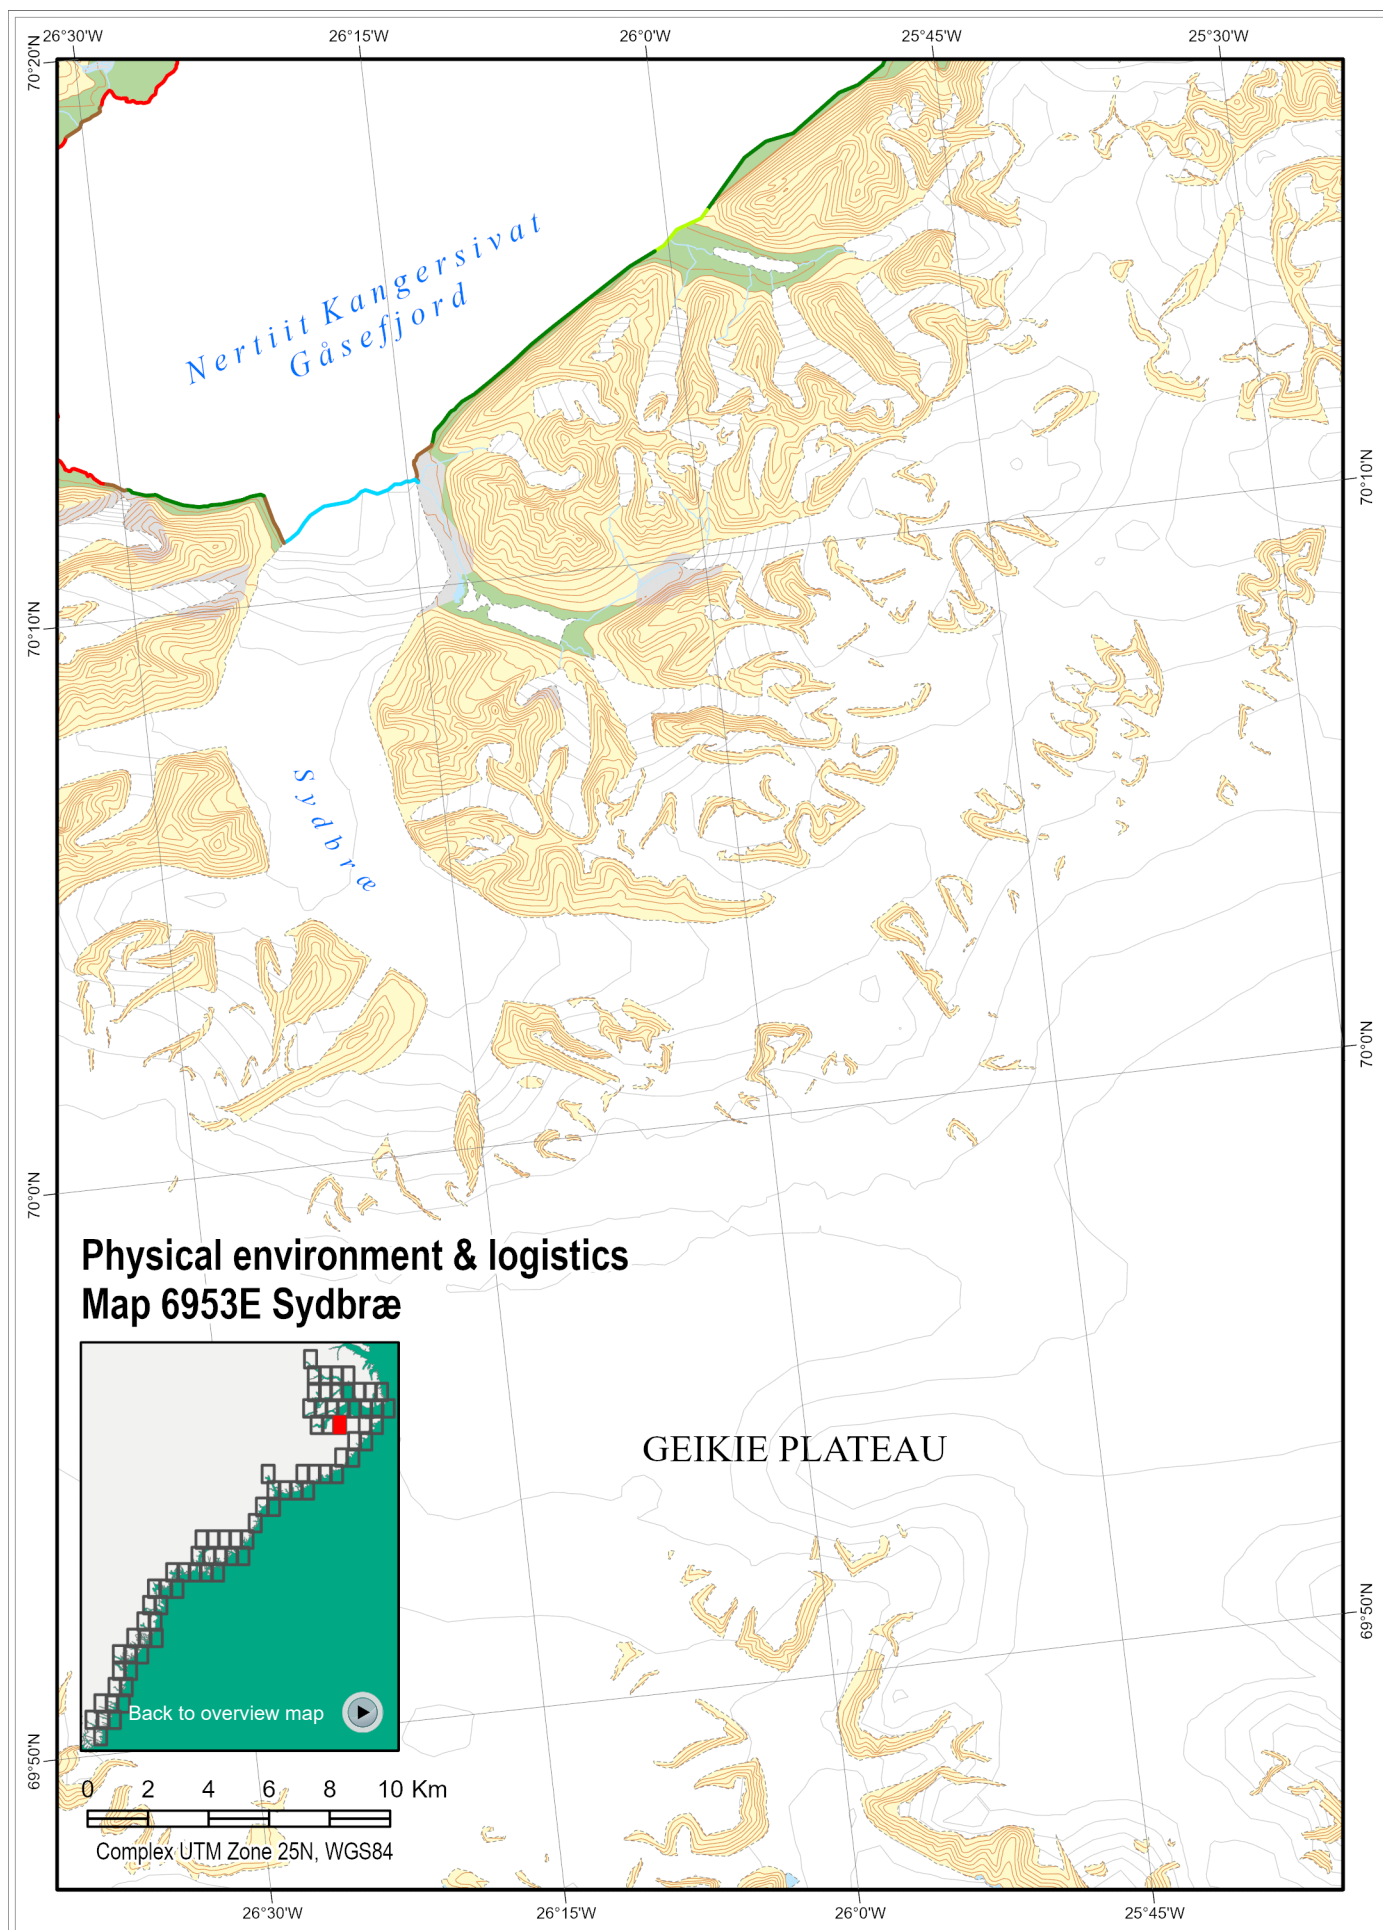 26°30'W
26°15'W
26°0'W
25°45'W
25°30'W
70°20'N
Nertiit Kangersivat
Gåsefjord
70°10'N
70°10'N
Sydbræ
70°0'N
70°0'N
Physical environment & logistics
Map 6953E Sydbræ
GEIKIE PLATEAU
69°50'N
Back to overview map
69°50'N
0 2 4 6 8 10 Km
Complex UTM Zone 25N, WGS84
26°30'W
26°15'W
26°0'W
25°45'W